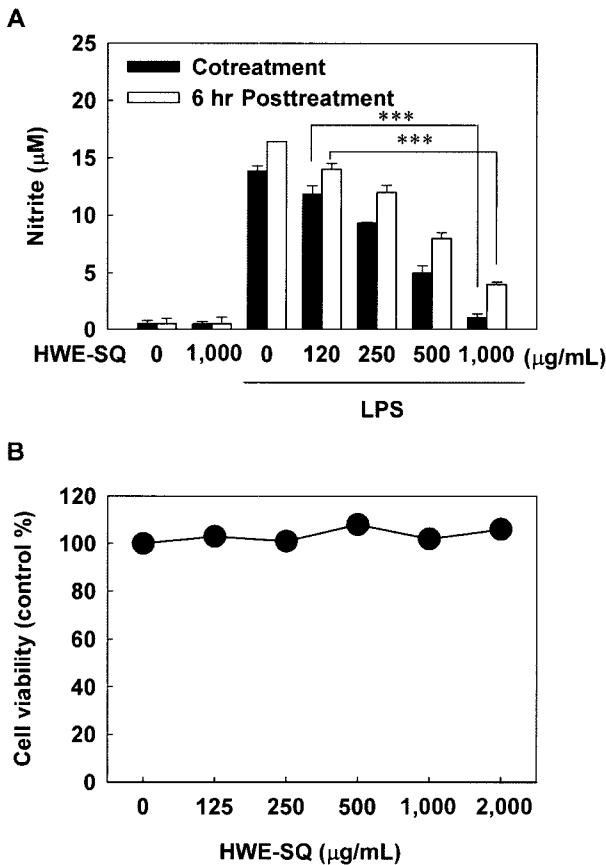 A
25
20
15
10
5
0
Nitrite (μM)
Cotreatment
6 hr Posttreatment
***
***
HWE-SQ 0 1,000 0 120 250 500 1,000 (μg/mL)
LPS
B
120
100
80
60
40
20
0
Cell viability (control %)
0 125 250 500 1,000 2,000
HWE-SQ (μg/mL)